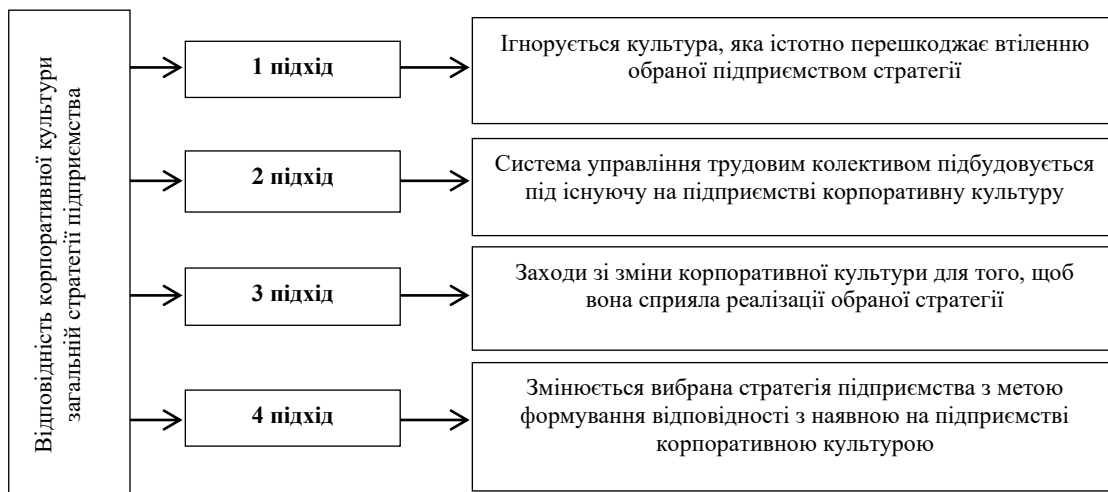 Відповідність корпоративної культури
загальній стратегії підприємства
1 підхід
Ігнорується культура, яка істотно перешкоджає втіленню
обраної підприємством стратегії
2 підхід
Система управління трудовим колективом підбудовується
під існуючу на підприємстві корпоративну культуру
3 підхід
Заходи зі зміни корпоративної культури для того, щоб
вона сприяла реалізації обраної стратегії
4 підхід
Змінюється вибрана стратегія підприємства з метою
формування відповідності з наявною на підприємстві
корпоративною культурою